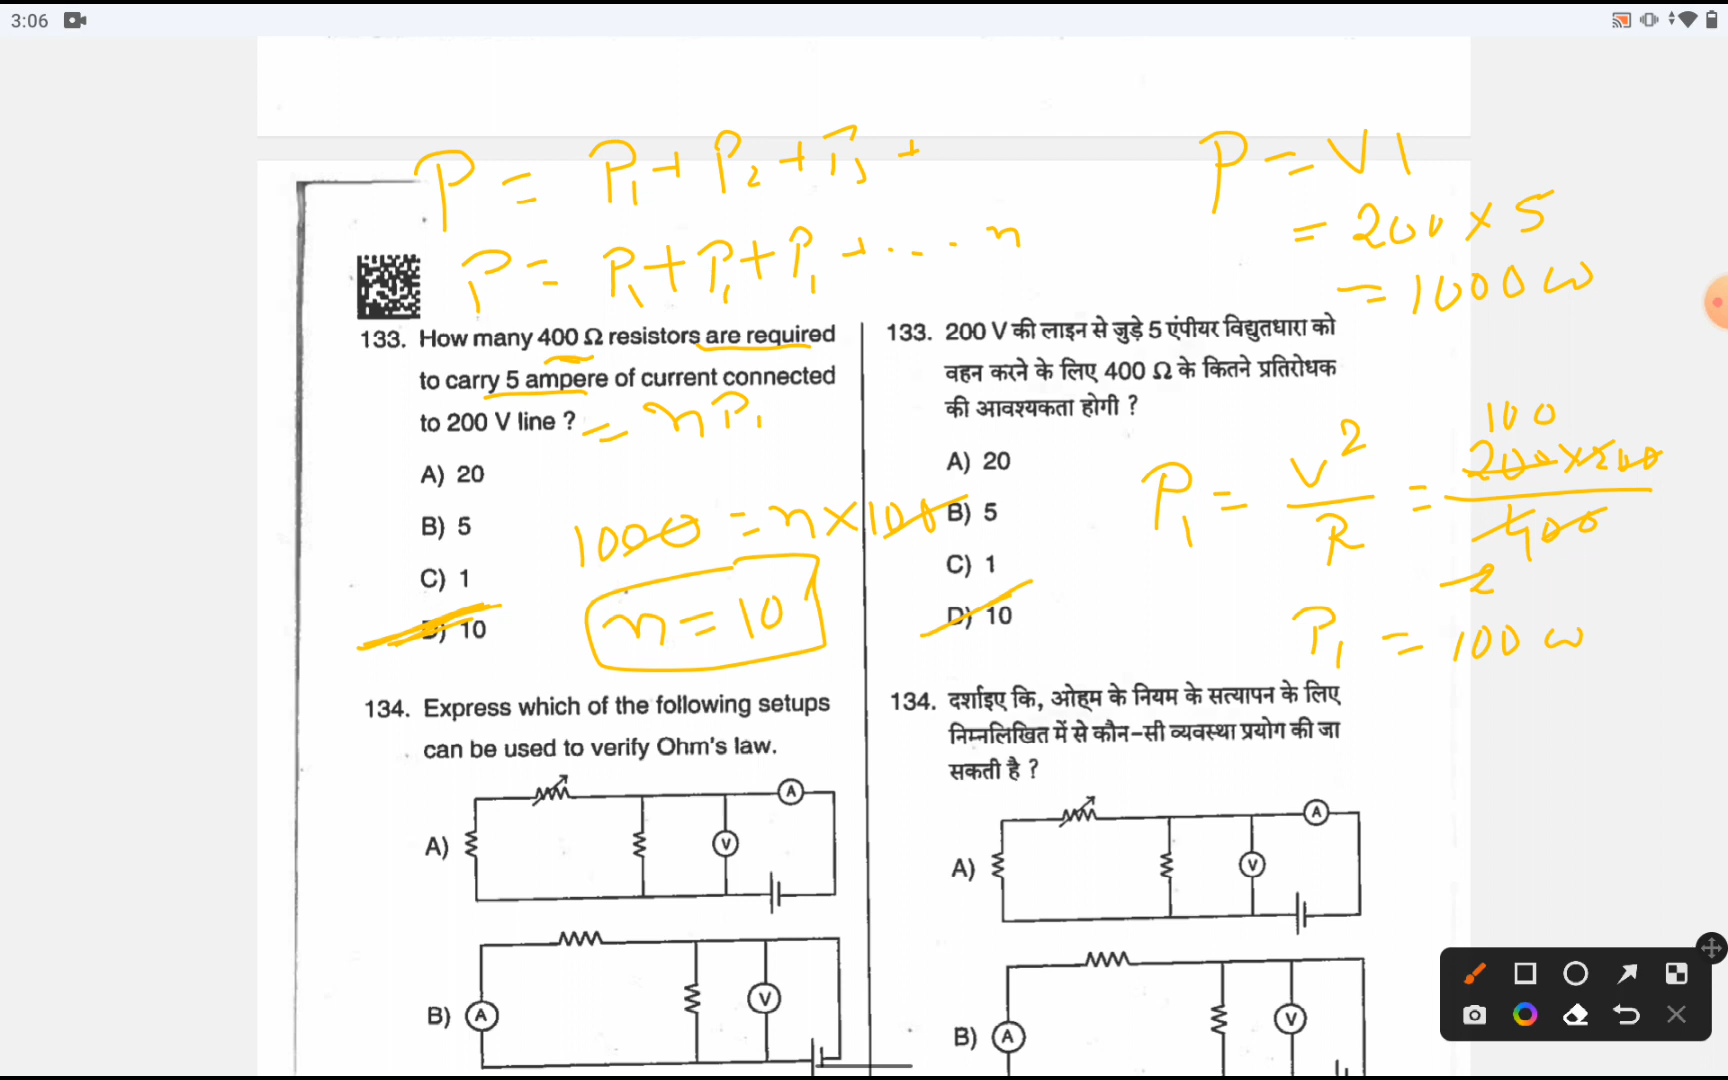 3:06
P = P₁ + P₂ + P₃ +
P = VI
= 200 × 5
P = P₁ + P₁ + P₁ + .... n
= 1000 W
133. How many 400 Ω resistors are required
to carry 5 ampere of current connected
to 200 V line ?
= nP₁
A) 20
B) 5
C) 1
D) 10
1000 = n × 100
n = 10
133. 200 V की लाइन से जुड़े 5 एंपीयर विद्युतधारा को
वहन करने के लिए 400 Ω के कितने प्रतिरोधक
की आवश्यकता होगी ?
A) 20
B) 5
C) 1
D) 10
100
P₁ = V²/R = 200×200/400
2
P₁ = 100 W
134. Express which of the following setups
can be used to verify Ohm's law.
A)
A
V
B)
A
V
134. दर्शाइए कि, ओहम के नियम के सत्यापन के लिए
निम्नलिखित में से कौन-सी व्यवस्था प्रयोग की जा
सकती है ?
A)
A
V
B)
A
V